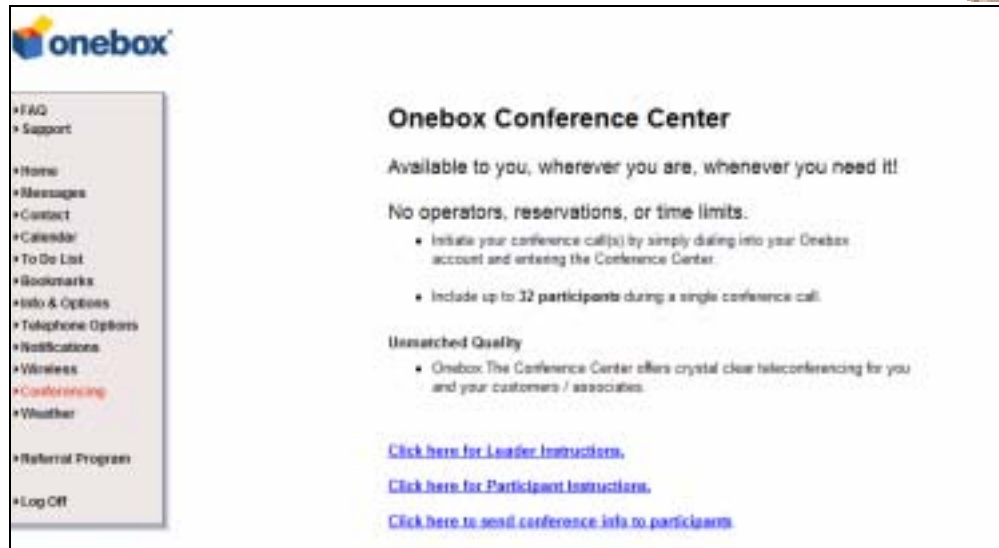 onebox
FAQ
Support
Home
Messages
Contact
Calendar
To Do List
Bookmarks
Info & Options
Telephone Options
Notifications
Wireless
Conferencing
Weather
Referral Program
Log Off
Onebox Conference Center
Available to you, wherever you are, whenever you need it!
No operators, reservations, or time limits.
• Initiate your conference call(s) by simply dialing into your Onebox
account and entering the Conference Center.
• Include up to 32 participants during a single conference call.
Unmatched Quality
• Onebox The Conference Center offers crystal clear teleconferencing for you
and your customers / associates.
Click here for Leader Instructions.
Click here for Participant Instructions.
Click here to send conference info to participants